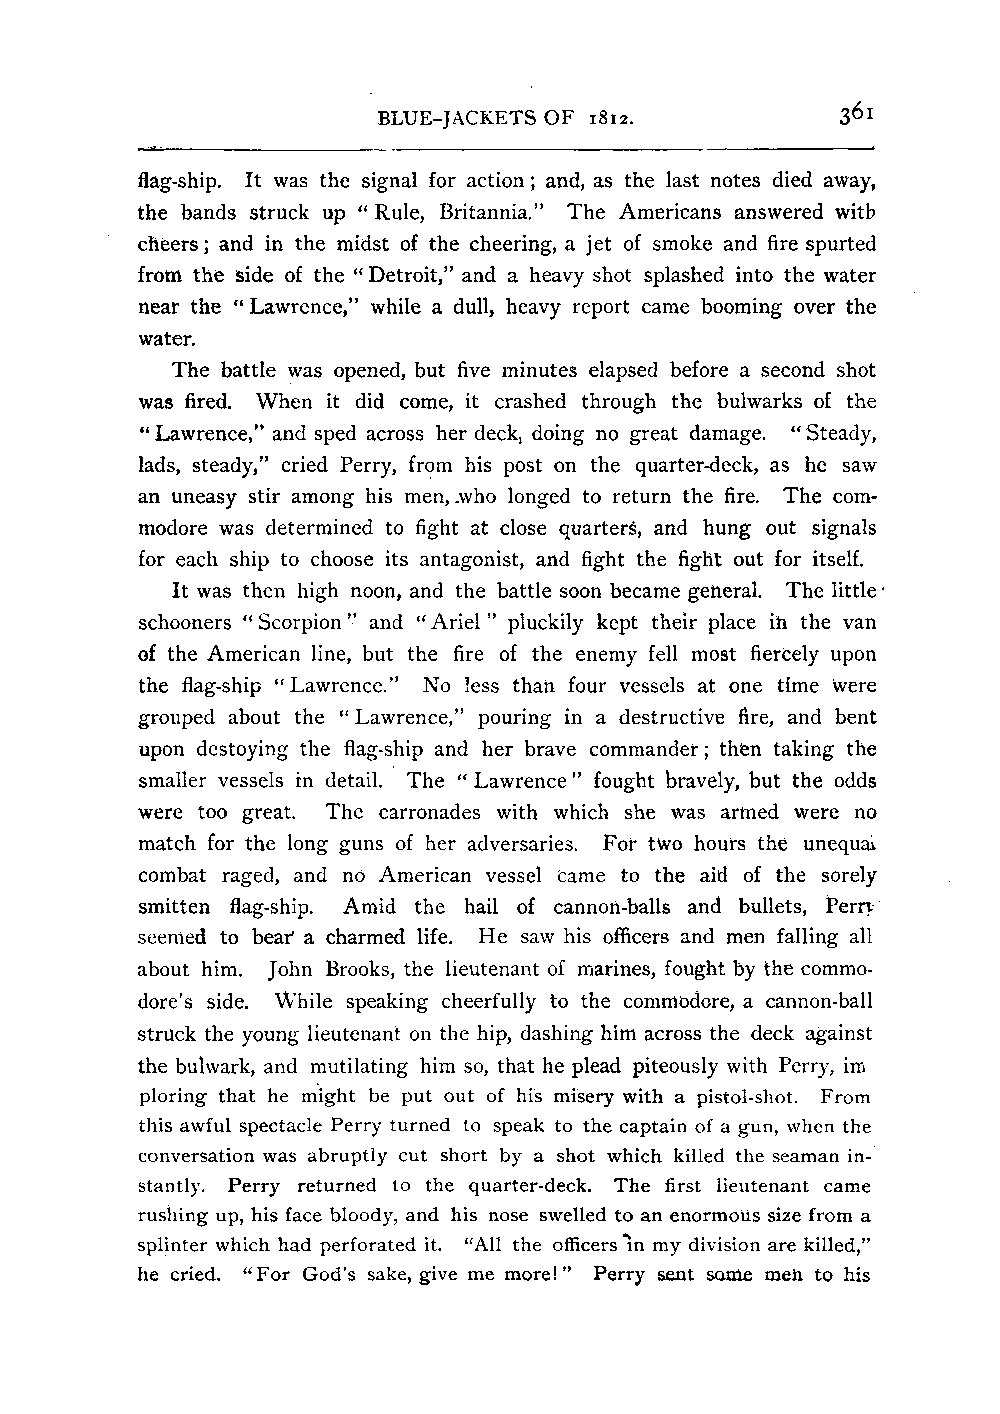 BLUE-JACKETS OF 1812. 361
flag-ship. It was the signal for action; and, as the last notes died away,
the bands struck up “Rule, Britannia.” The Americans answered with
cheers; and in the midst of the cheering, a jet of smoke and fire spurted
from the side of the “Detroit,” and a heavy shot splashed into the water
near the “Lawrence,” while a dull, heavy report came booming over the
water.
The battle was opened, but five minutes elapsed before a second shot
was fired. When it did come, it crashed through the bulwarks of the
“Lawrence,” and sped across her deck, doing no great damage. “Steady,
lads, steady,” cried Perry, from his post on the quarter-deck, as he saw
an uneasy stir among his men, who longed to return the fire. The com-
modore was determined to fight at close quarters, and hung out signals
for each ship to choose its antagonist, and fight the fight out for itself.
It was then high noon, and the battle soon became general. The little
schooners “Scorpion” and “Ariel” pluckily kept their place in the van
of the American line, but the fire of the enemy fell most fiercely upon
the flag-ship “Lawrence.” No less than four vessels at one time were
grouped about the “Lawrence,” pouring in a destructive fire, and bent
upon destoying the flag-ship and her brave commander; then taking the
smaller vessels in detail. The “Lawrence” fought bravely, but the odds
were too great. The carronades with which she was armed were no
match for the long guns of her adversaries. For two hours the unequal
combat raged, and no American vessel came to the aid of the sorely
smitten flag-ship. Amid the hail of cannon-balls and bullets, Perry
seemed to bear a charmed life. He saw his officers and men falling all
about him. John Brooks, the lieutenant of marines, fought by the commo-
dore's side. While speaking cheerfully to the commodore, a cannon-ball
struck the young lieutenant on the hip, dashing him across the deck against
the bulwark, and mutilating him so, that he plead piteously with Perry, im
ploring that he might be put out of his misery with a pistol-shot. From
this awful spectacle Perry turned to speak to the captain of a gun, when the
conversation was abruptly cut short by a shot which killed the seaman in-
stantly. Perry returned to the quarter-deck. The first lieutenant came
rushing up, his face bloody, and his nose swelled to an enormous size from a
splinter which had perforated it. “All the officers in my division are killed,”
he cried. “For God's sake, give me more!” Perry sent some men to his